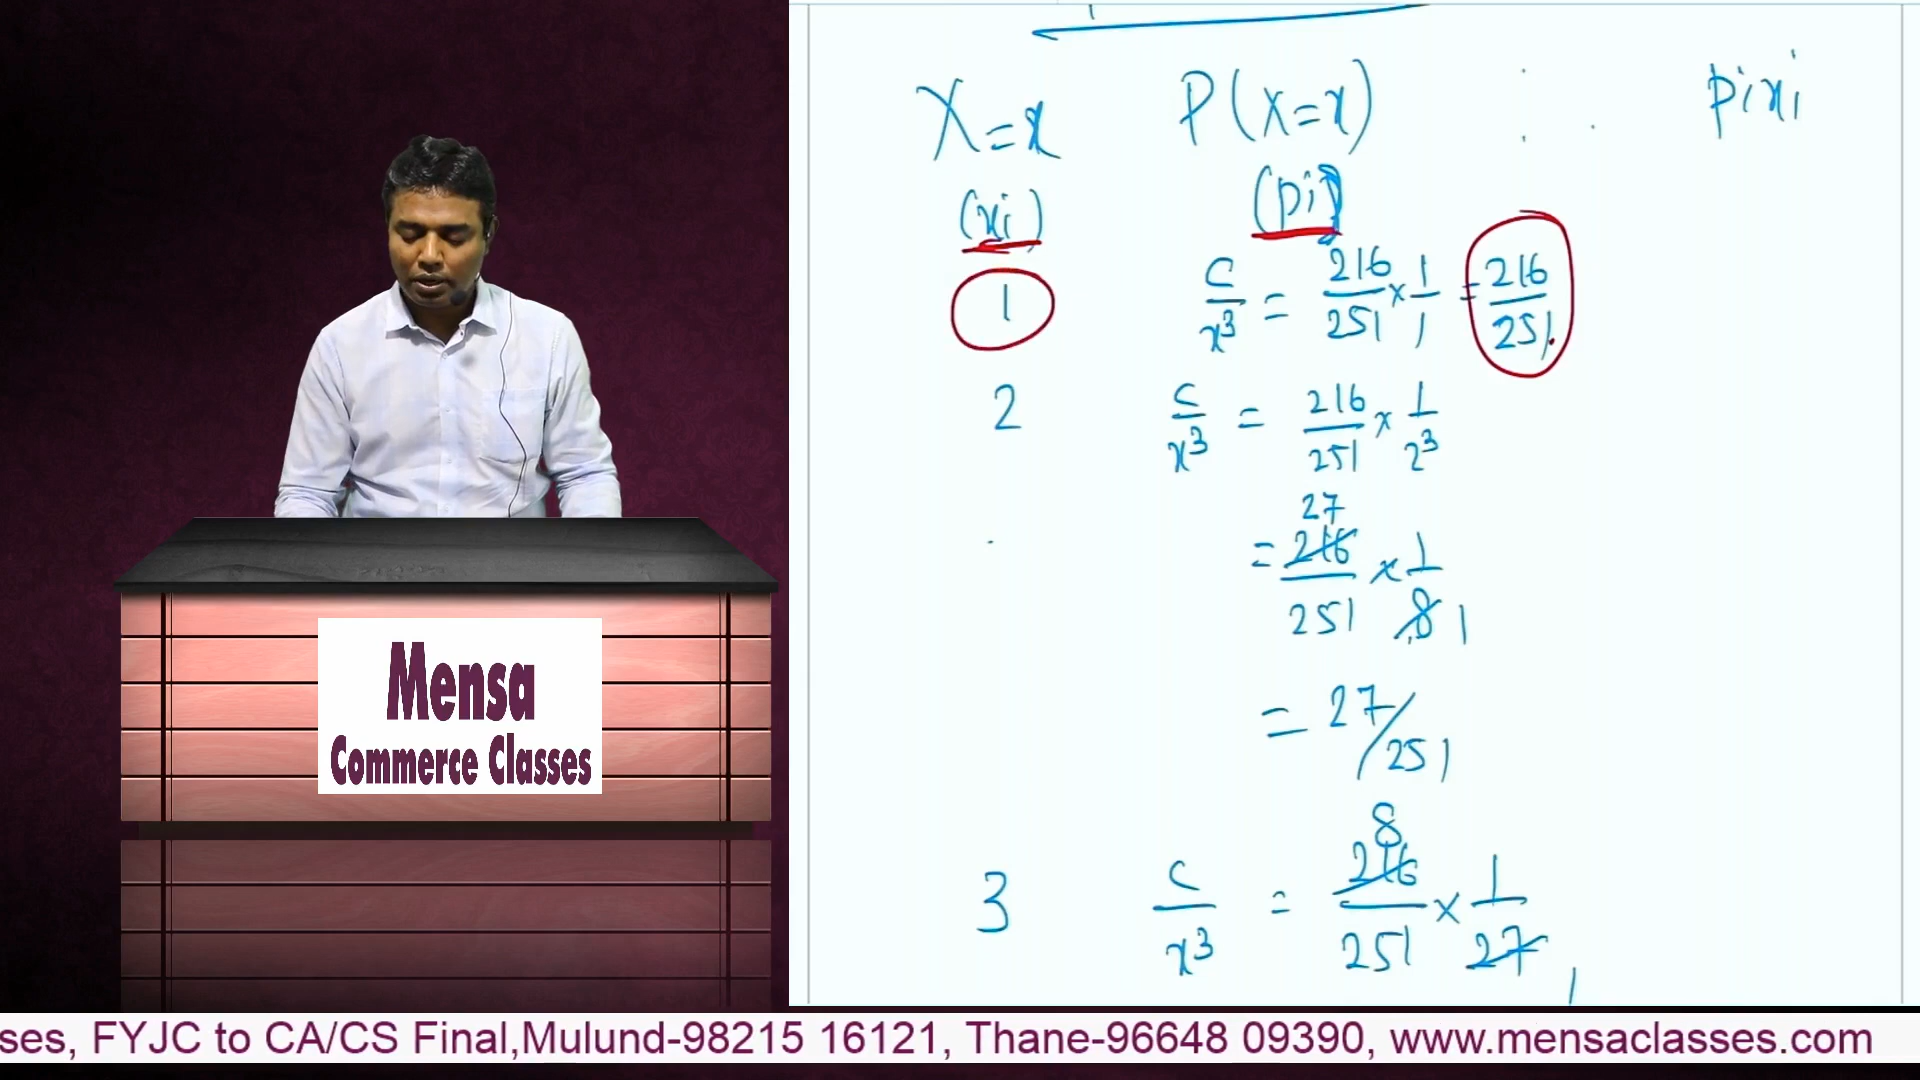 X=x P(x=x) pixi
(xi) (pi)
1 c/x³ = 216/251 × 1/1 = 216/251
2 c/x³ = 216/251 × 1/2³
27
= 216/251 × 1/8 1
= 27/251
8
3 c/x³ = 216/251 × 1/27 1
Mensa
Commerce Classes
ses, FYJC to CA/CS Final,Mulund-98215 16121, Thane-96648 09390, www.mensaclasses.com